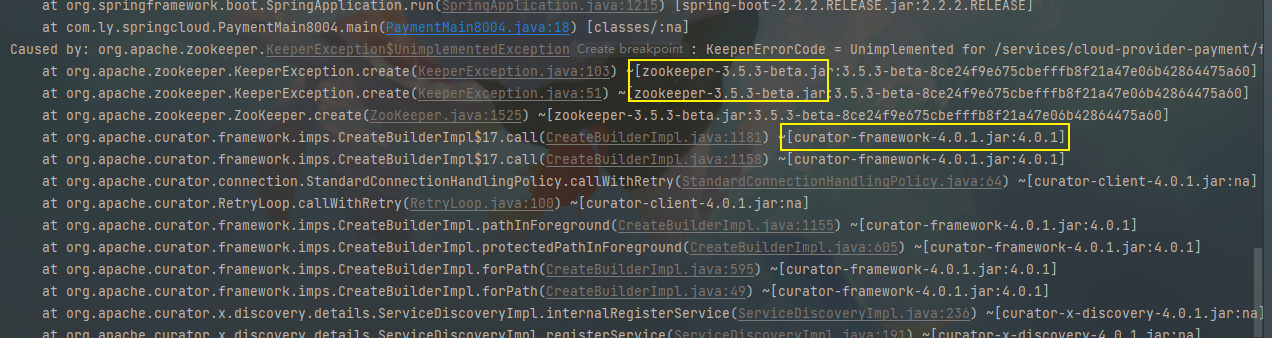 at org.springframework.boot.SpringApplication.run(SpringApplication.java:1215) [spring-boot-2.2.2.RELEASE.jar:2.2.2.RELEASE]
at com.ly.springcloud.PaymentMain8004.main(PaymentMain8004.java:18) [classes/:na]
Caused by: org.apache.zookeeper.KeeperException$UnimplementedException Create breakpoint : KeeperErrorCode = Unimplemented for /services/cloud-provider-payment/f
at org.apache.zookeeper.KeeperException.create(KeeperException.java:103) ~[zookeeper-3.5.3-beta.jar:3.5.3-beta-8ce24f9e675cbefffb8f21a47e06b42864475a60]
at org.apache.zookeeper.KeeperException.create(KeeperException.java:51) ~[zookeeper-3.5.3-beta.jar:3.5.3-beta-8ce24f9e675cbefffb8f21a47e06b42864475a60]
at org.apache.zookeeper.ZooKeeper.create(ZooKeeper.java:1525) ~[zookeeper-3.5.3-beta.jar:3.5.3-beta-8ce24f9e675cbefffb8f21a47e06b42864475a60]
at org.apache.curator.framework.imps.CreateBuilderImpl$17.call(CreateBuilderImpl.java:1181) ~[curator-framework-4.0.1.jar:4.0.1]
at org.apache.curator.framework.imps.CreateBuilderImpl$17.call(CreateBuilderImpl.java:1158) ~[curator-framework-4.0.1.jar:4.0.1]
at org.apache.curator.connection.StandardConnectionHandlingPolicy.callWithRetry(StandardConnectionHandlingPolicy.java:64) ~[curator-client-4.0.1.jar:na]
at org.apache.curator.RetryLoop.callWithRetry(RetryLoop.java:100) ~[curator-client-4.0.1.jar:na]
at org.apache.curator.framework.imps.CreateBuilderImpl.pathInForeground(CreateBuilderImpl.java:1155) ~[curator-framework-4.0.1.jar:4.0.1]
at org.apache.curator.framework.imps.CreateBuilderImpl.protectedPathInForeground(CreateBuilderImpl.java:605) ~[curator-framework-4.0.1.jar:4.0.1]
at org.apache.curator.framework.imps.CreateBuilderImpl.forPath(CreateBuilderImpl.java:595) ~[curator-framework-4.0.1.jar:4.0.1]
at org.apache.curator.framework.imps.CreateBuilderImpl.forPath(CreateBuilderImpl.java:49) ~[curator-framework-4.0.1.jar:4.0.1]
at org.apache.curator.x.discovery.details.ServiceDiscoveryImpl.internalRegisterService(ServiceDiscoveryImpl.java:236) ~[curator-x-discovery-4.0.1.jar:na]
at org.apache.curator.x.discovery.details.ServiceDiscoveryImpl.registerService(ServiceDiscoveryImpl.java:191) ~[curator-x-discovery-4.0.1.jar:na]